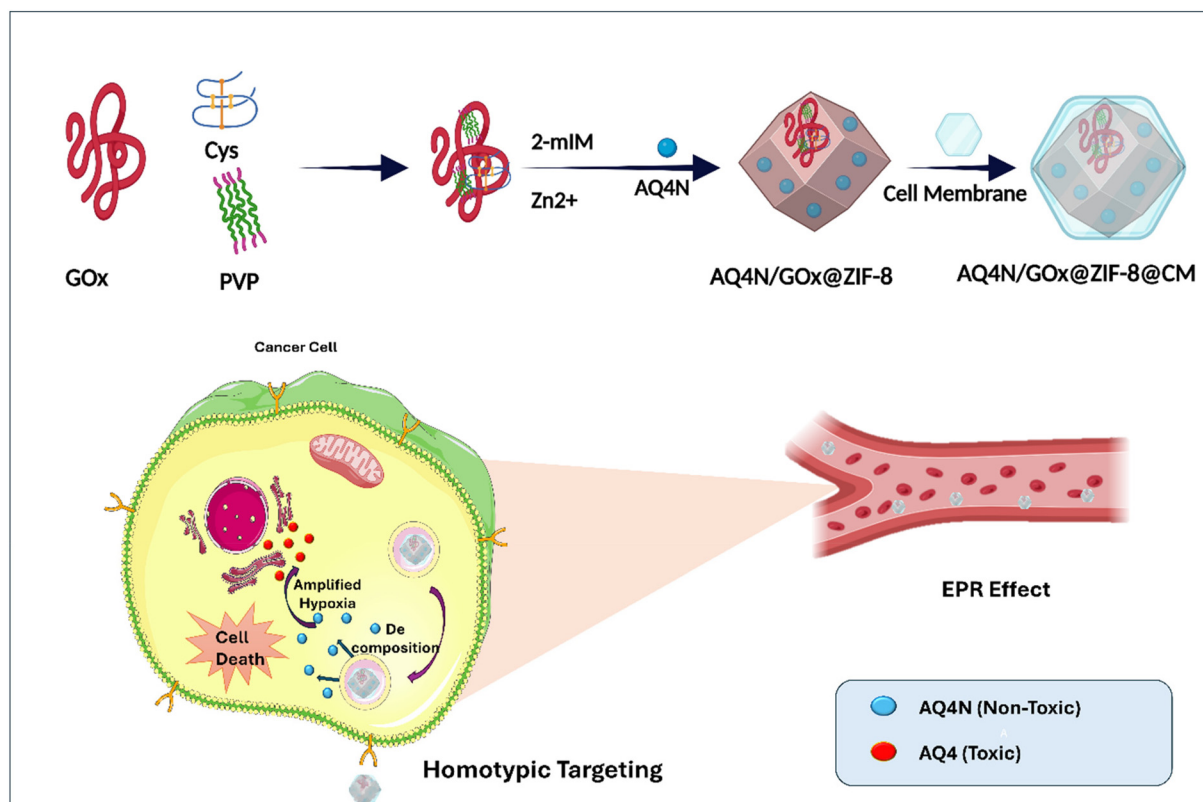 GOx
Cys
PVP
2-mIM
Zn2+
AQ4N
AQ4N/GOx@ZIF-8
Cell Membrane
AQ4N/GOx@ZIF-8@CM
Cancer Cell
Amplified
Hypoxia
De
composition
Cell
Death
Homotypic Targeting
EPR Effect
AQ4N (Non-Toxic)
A
AQ4 (Toxic)